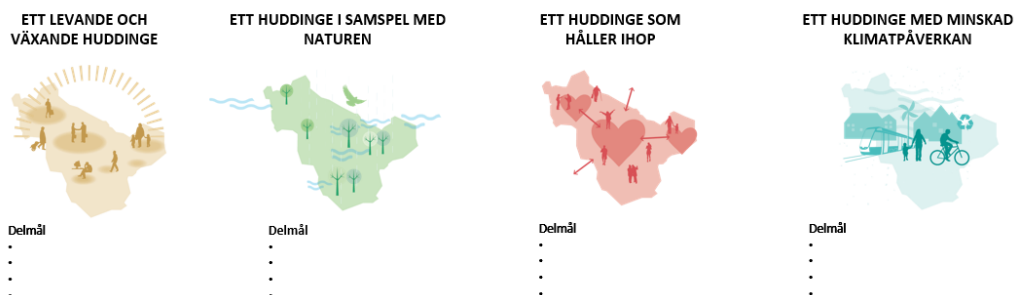 ETT LEVANDE OCH
VÄXANDE HUDDINGE
ETT HUDDINGE I SAMSPEL MED
NATUREN
ETT HUDDINGE SOM
HÅLLER IHOP
ETT HUDDINGE MED MINSKAD
KLIMATPÅVERKAN
Delmål
•
•
•
•
Delmål
•
•
•
•
Delmål
•
•
•
•
Delmål
•
•
•
•